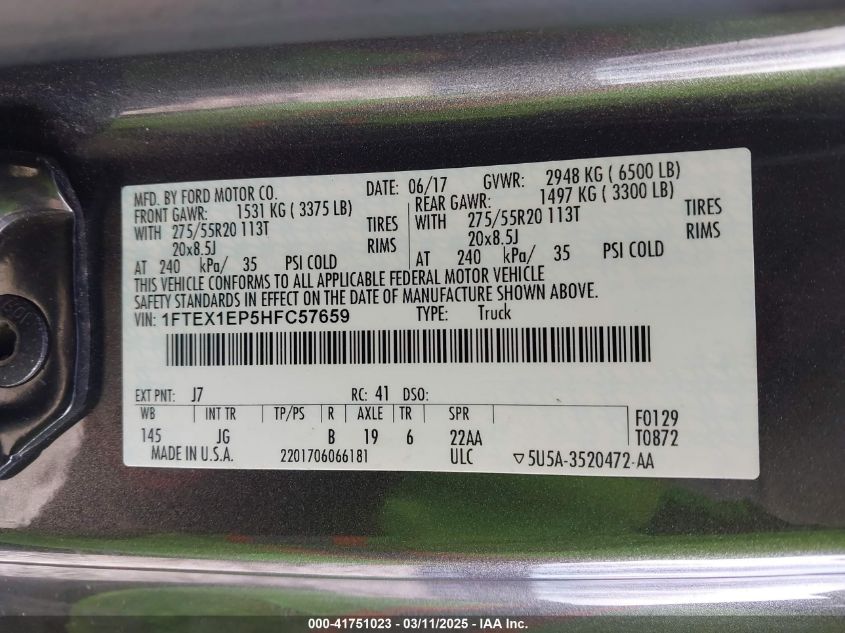 MFD. BY FORD MOTOR CO. DATE: 06/17 GVWR: 2948 KG ( 6500 LB)
FRONT GAWR: 1531 KG ( 3375 LB) REAR GAWR: 1497 KG ( 3300 LB)
WITH 275/55R20 113T TIRES WITH 275/55R20 113T TIRES
20x8.5J RIMS 20x8.5J RIMS
AT 240 kPa/ 35 PSI COLD AT 240 kPa/ 35 PSI COLD
THIS VEHICLE CONFORMS TO ALL APPLICABLE FEDERAL MOTOR VEHICLE
SAFETY STANDARDS IN EFFECT ON THE DATE OF MANUFACTURE SHOWN ABOVE.
VIN: 1FTEX1EP5HFC57659 TYPE: Truck
EXT PNT: J7 RC: 41 DSO:
WB INT TR TP/PS R AXLE TR SPR F0129
145 JG B 19 6 22AA T0872
MADE IN U.S.A. 2201706066181 ULC ▽5U5A-3520472-AA
000-41751023 - 03/11/2025 - IAA Inc.